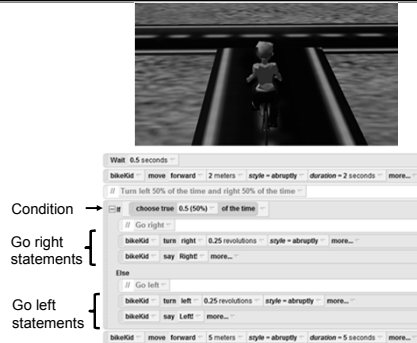 Wait 0.5 seconds
bikeKid move forward 2 meters style = abruptly duration = 2 seconds more...
// Turn left 50% of the time and right 50% of the time
Condition
If choose true 0.5 (50%) of the time
// Go right
Go right
statements
bikeKid turn right 0.25 revolutions style = abruptly more...
bikeKid say Right! more...
Else
// Go left
Go left
statements
bikeKid turn left 0.25 revolutions style = abruptly more...
bikeKid say Left! more...
bikeKid move forward 5 meters style = abruptly duration = 5 seconds more...